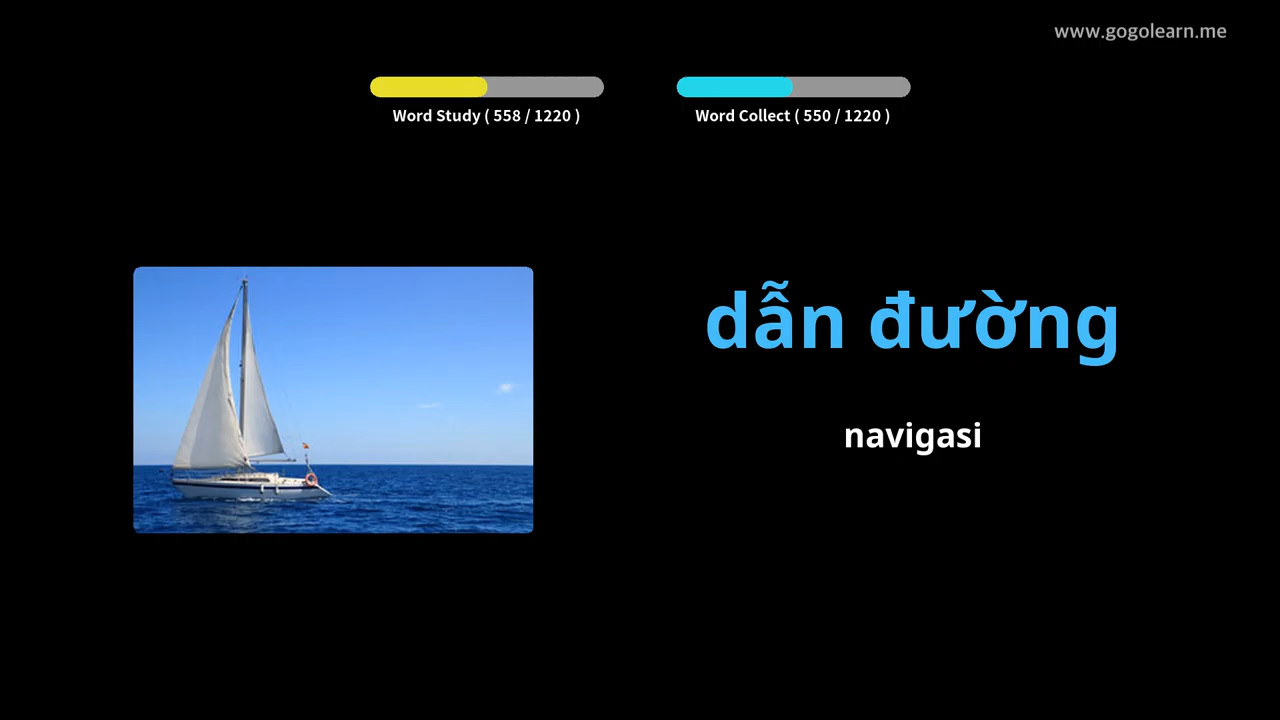 www.gogolearn.me
Word Study ( 558 / 1220 )
Word Collect ( 550 / 1220 )
dẫn đường
navigasi